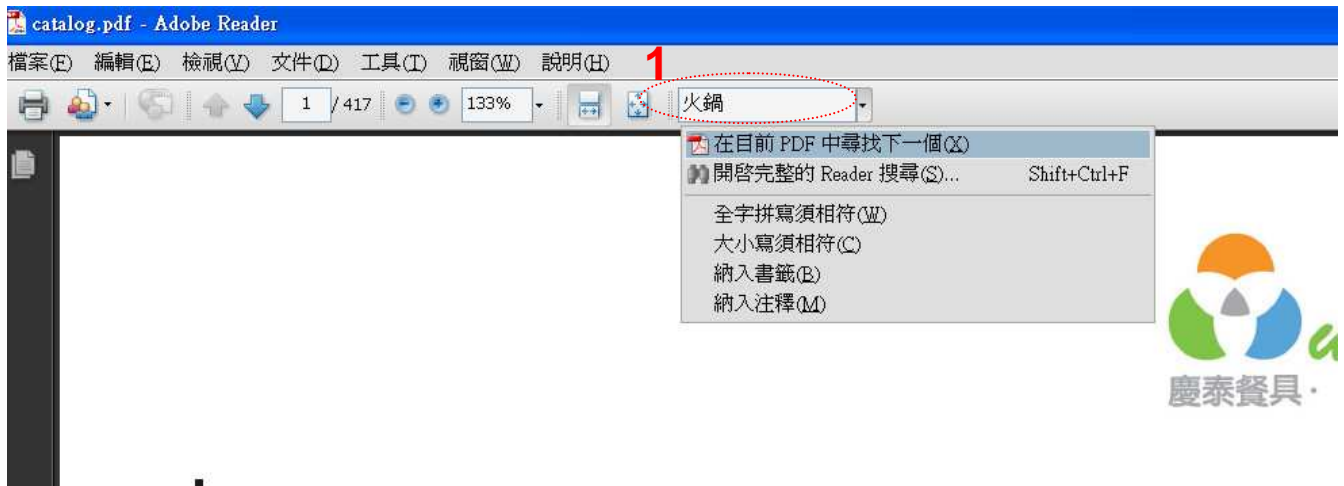 catalog.pdf - Adobe Reader
檔案(F) 編輯(E) 檢視(V) 文件(D) 工具(T) 視窗(W) 說明(H)
1
1 / 417 133% 火鍋
在目前 PDF 中尋找下一個(X)
開啓完整的 Reader 搜尋(S)... Shift+Ctrl+F
全字拼寫須相符(W)
大小寫須相符(C)
納入書籤(B)
納入注釋(M)
慶泰餐具·